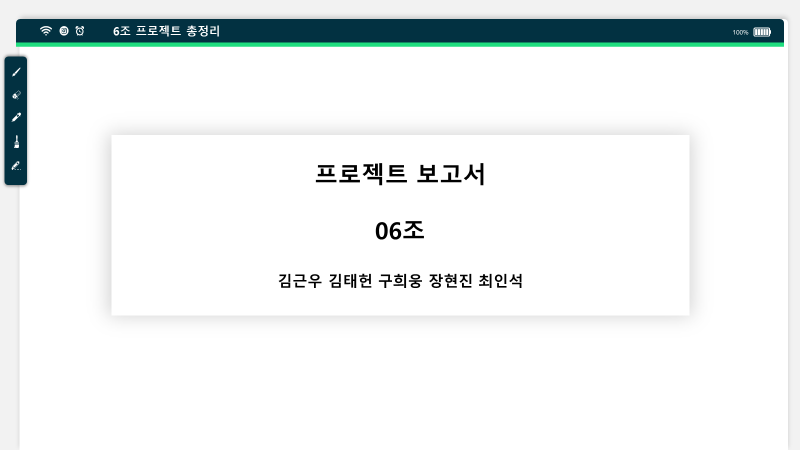 6조 프로젝트 총정리
100%
프로젝트 보고서
06조
김근우 김태헌 구희웅 장현진 최인석